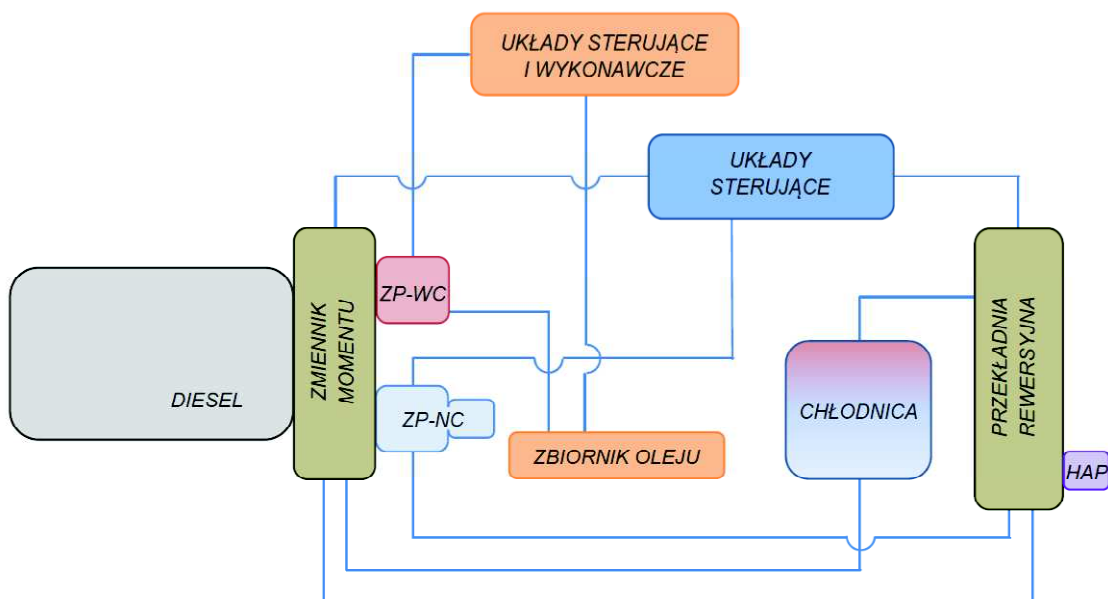 UKŁADY STERUJĄCE
I WYKONAWCZE
UKŁADY
STERUJĄCE
ZP-WC
ZMIENNIK
MOMENTU
DIESEL
ZP-NC
ZBIORNIK OLEJU
CHŁODNICA
PRZEKŁADNIA
REWERSYJNA
HAP